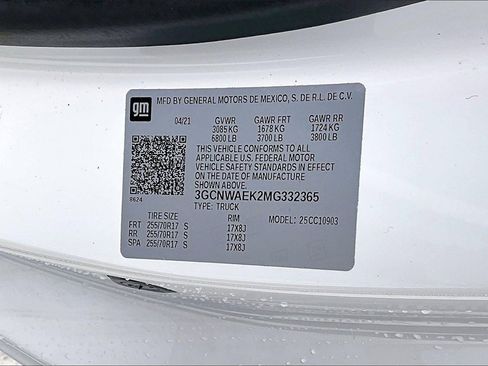 gm
MFD BY GENERAL MOTORS DE MEXICO, S. DE R.L. DE C.V.
04/21 GVWR GAWR FRT GAWR RR
3085 KG 1678 KG 1724 KG
6800 LB 3700 LB 3800 LB
THIS VEHICLE CONFORMS TO ALL
APPLICABLE U.S. FEDERAL MOTOR
VEHICLE SAFETY STANDARDS IN EFFECT
ON THE DATE OF MANUFACTURE
SHOWN ABOVE
8624 3GCNWAEK2MG332365
TYPE: TRUCK
TIRE SIZE RIM MODEL: 25CC10903
FRT 255/70R17 S 17X8J
RR 255/70R17 S 17X8J
SPA 255/70R17 S 17X8J